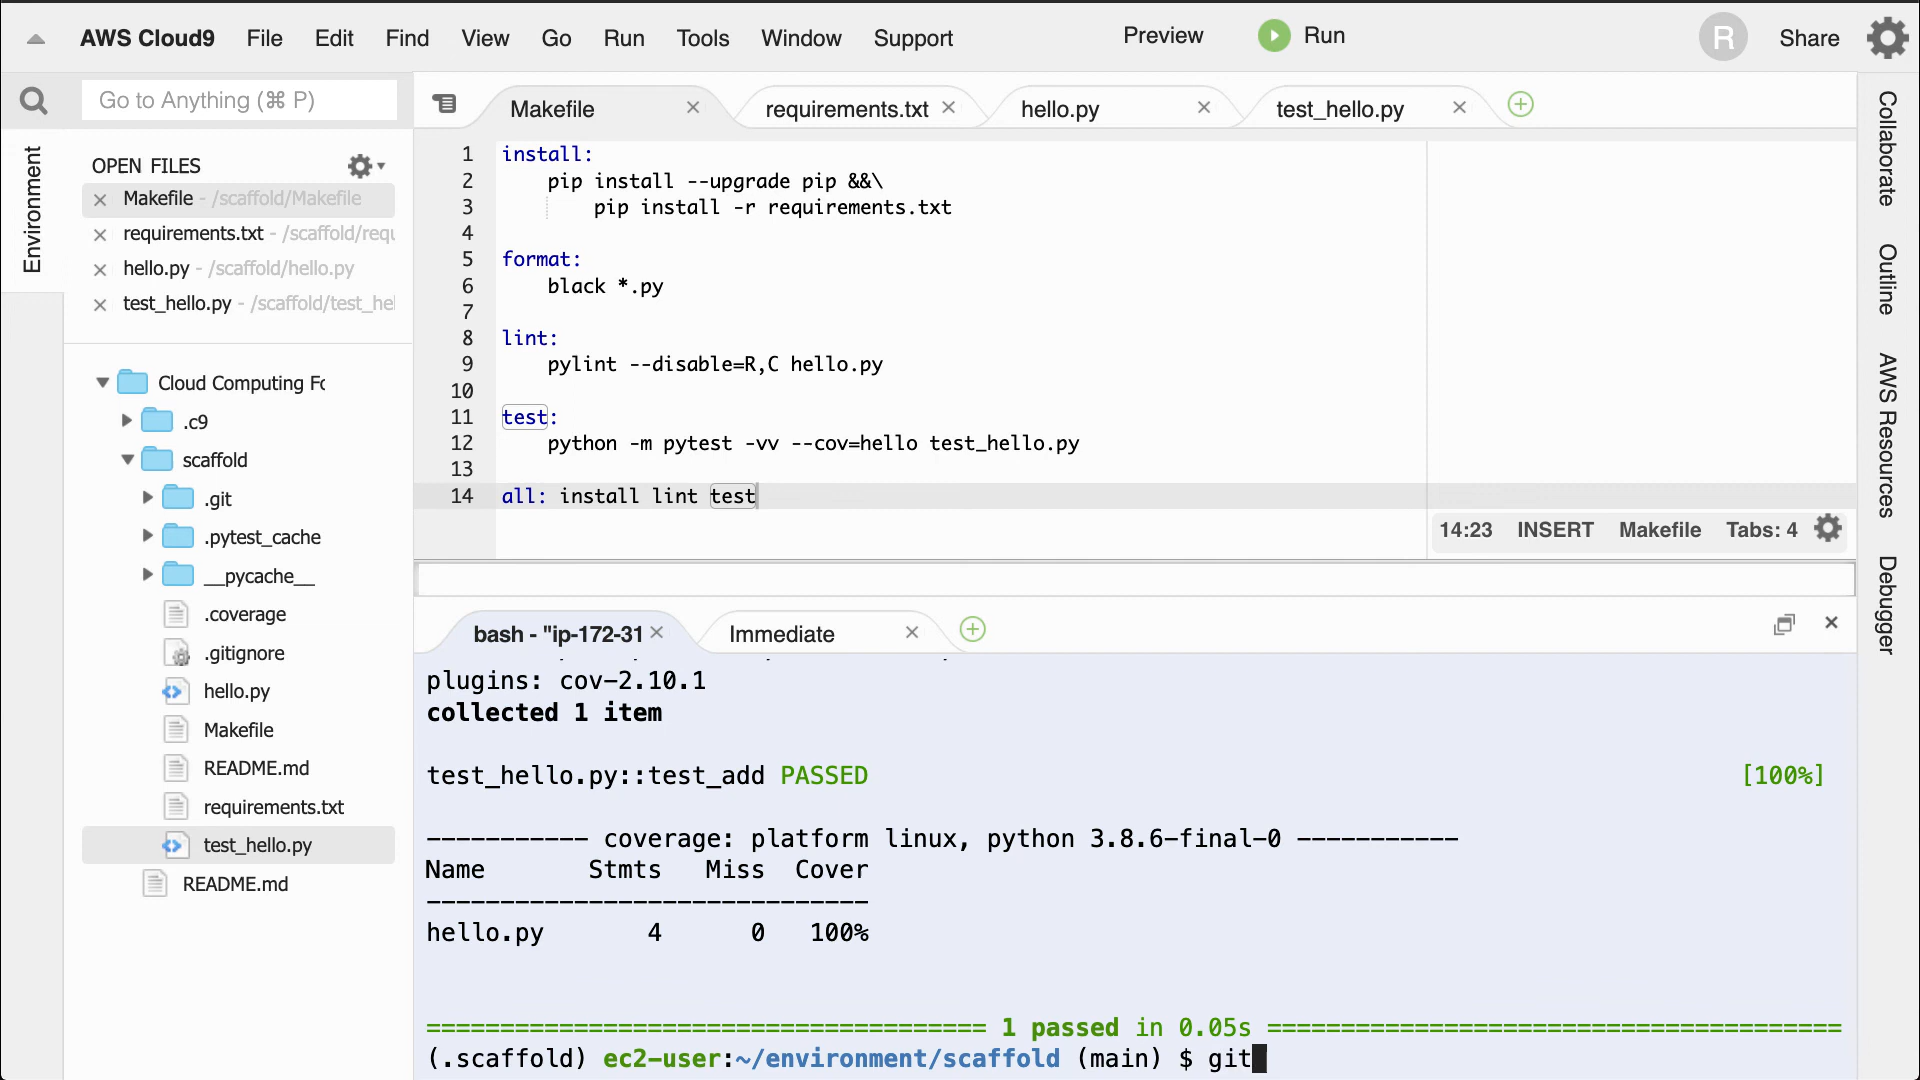 AWS Cloud9 File Edit Find View Go Run Tools Window Support Preview Run R Share
Go to Anything (⌘ P)
Makefile requirements.txt hello.py test_hello.py
Environment
OPEN FILES
Makefile - /scaffold/Makefile
requirements.txt - /scaffold/requ
hello.py - /scaffold/hello.py
test_hello.py - /scaffold/test_hel
Cloud Computing Fo
.c9
scaffold
.git
.pytest_cache
__pycache__
.coverage
.gitignore
hello.py
Makefile
README.md
requirements.txt
test_hello.py
README.md
1 install:
2 pip install --upgrade pip &&\
3 pip install -r requirements.txt
4
5 format:
6 black *.py
7
8 lint:
9 pylint --disable=R,C hello.py
10
11 test:
12 python -m pytest -vv --cov=hello test_hello.py
13
14 all: install lint test
14:23 INSERT Makefile Tabs: 4
bash - "ip-172-31 Immediate
plugins: cov-2.10.1
collected 1 item
test_hello.py::test_add PASSED [100%]
----------- coverage: platform linux, python 3.8.6-final-0 -----------
Name Stmts Miss Cover
------------------------------
hello.py 4 0 100%
====================================== 1 passed in 0.05s =======================================
(.scaffold) ec2-user:~/environment/scaffold (main) $ git
Collaborate
Outline
AWS Resources
Debugger